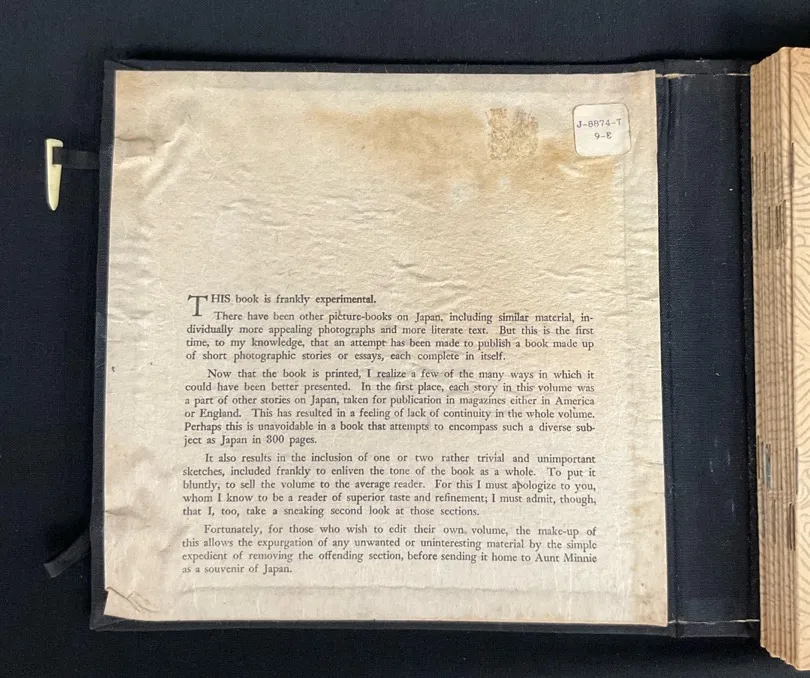 J-8874-T
9-E
THIS book is frankly experimental.
There have been other picture-books on Japan, including similar material, in-
dividually more appealing photographs and more literate text. But this is the first
time, to my knowledge, that an attempt has been made to publish a book made up
of short photographic stories or essays, each complete in itself.
Now that the book is printed, I realize a few of the many ways in which it
could have been better presented. In the first place, each story in this volume was
a part of other stories on Japan, taken for publication in magazines either in America
or England. This has resulted in a feeling of lack of continuity in the whole volume.
Perhaps this is unavoidable in a book that attempts to encompass such a diverse sub-
ject as Japan in 300 pages.
It also results in the inclusion of one or two rather trivial and unimportant
sketches, included frankly to enliven the tone of the book as a whole. To put it
bluntly, to sell the volume to the average reader. For this I must apologize to you,
whom I know to be a reader of superior taste and refinement; I must admit, though,
that I, too, take a sneaking second look at those sections.
Fortunately, for those who wish to edit their own volume, the make-up of
this allows the expurgation of any unwanted or uninteresting material by the simple
expedient of removing the offending section, before sending it home to Aunt Minnie
as a souvenir of Japan.